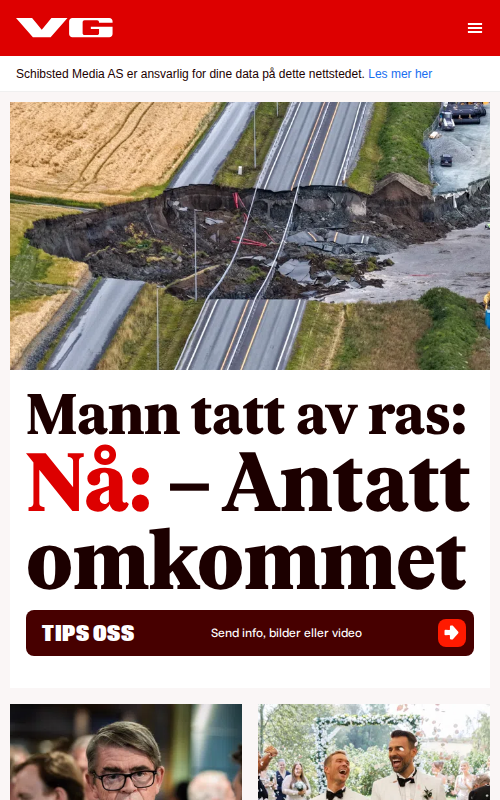 VG
Schibsted Media AS er ansvarlig for dine data på dette nettstedet. Les mer her
Mann tatt av ras:
Nå: – Antatt
omkommet
TIPS OSS
Send info, bilder eller video